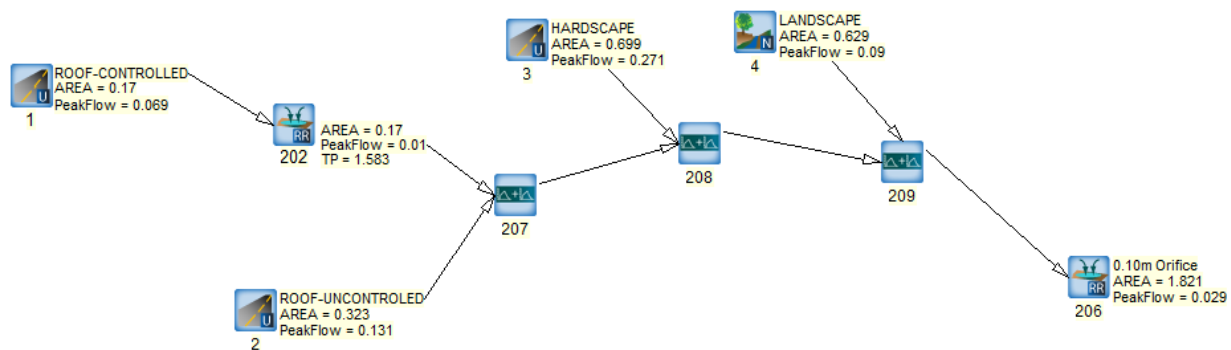 HARDSCAPE
AREA = 0.699
PeakFlow = 0.271
U
3
LANDSCAPE
AREA = 0.629
PeakFlow = 0.09
N
4
ROOF-CONTROLLED
AREA = 0.17
PeakFlow = 0.069
U
1
RR
202
AREA = 0.17
PeakFlow = 0.01
TP = 1.583
208
209
207
ROOF-UNCONTROLED
AREA = 0.323
PeakFlow = 0.131
U
2
0.10m Orifice
AREA = 1.821
PeakFlow = 0.029
RR
206